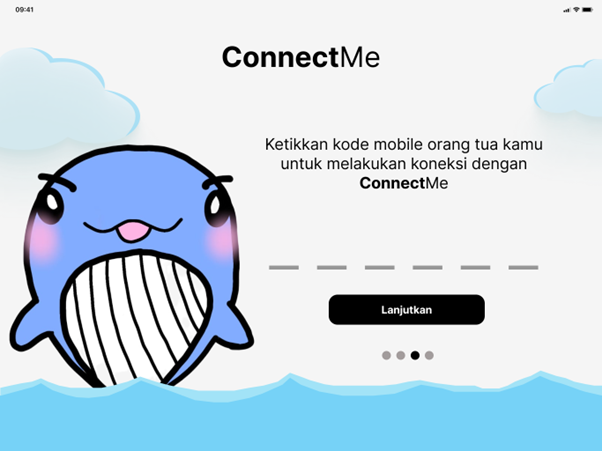 09:41
ConnectMe
Ketikkan kode mobile orang tua kamu
untuk melakukan koneksi dengan
ConnectMe
Lanjutkan